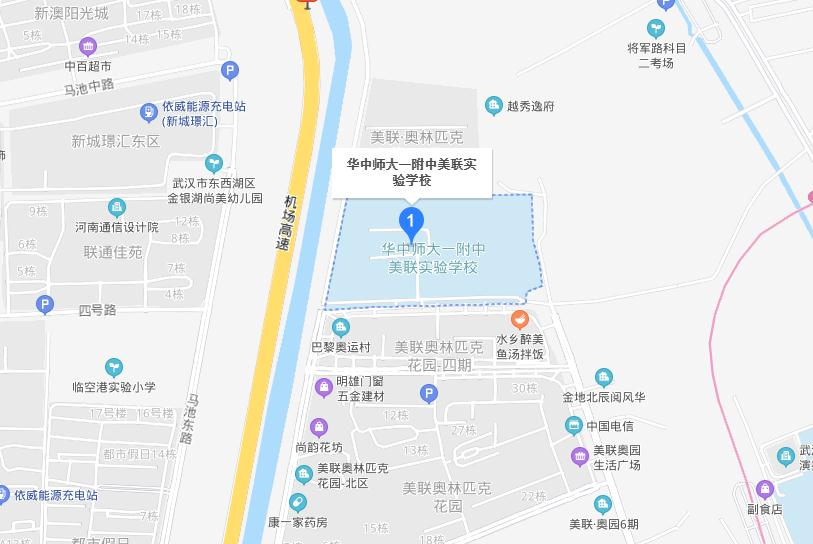 新澳阳光城
5栋
14栋
15栋
中百超市
马池中路
P
依威能源充电站
(新城璟汇)
新城璟汇东区
武汉市东西湖区
金银湖尚美幼儿园
9栋
河南通信设计院
12栋
8栋
6栋
联通佳苑
5栋
7栋
4栋
P
四号路
临空港实验小学
马池东路
17号楼
16号楼
都市假日14栋
依威能源充电站
7栋
都市假日
机场高速
P
将军路科目
二考场
越秀逸府
美联·奥林匹克
华中师大一附中美联实
验学校
1
华中师大一附中
美联实验学校
巴黎奥运村
美联奥林匹克
花园-四期
水乡醉美
鱼汤拌饭
明雄门窗
五金建材
P
30栋
金地北辰阅风华
12栋
尚韵花坊
27栋
中国电信
13栋
美联奥园
生活广场
美联奥林匹克
花园-北区
美联奥林匹克
花园
22栋
康一家药房
15栋
18栋
美联·奥园6期
副食店